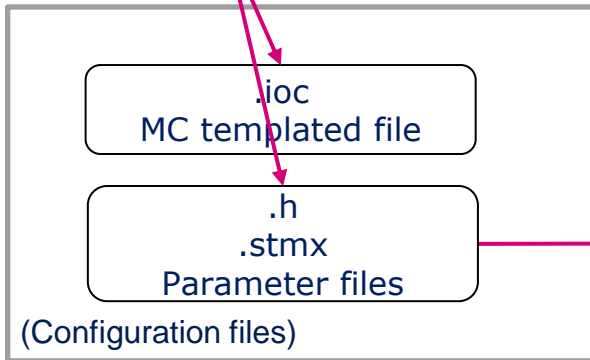 .ioc
MC templated file
.h
.stmx
Parameter files
(Configuration files)